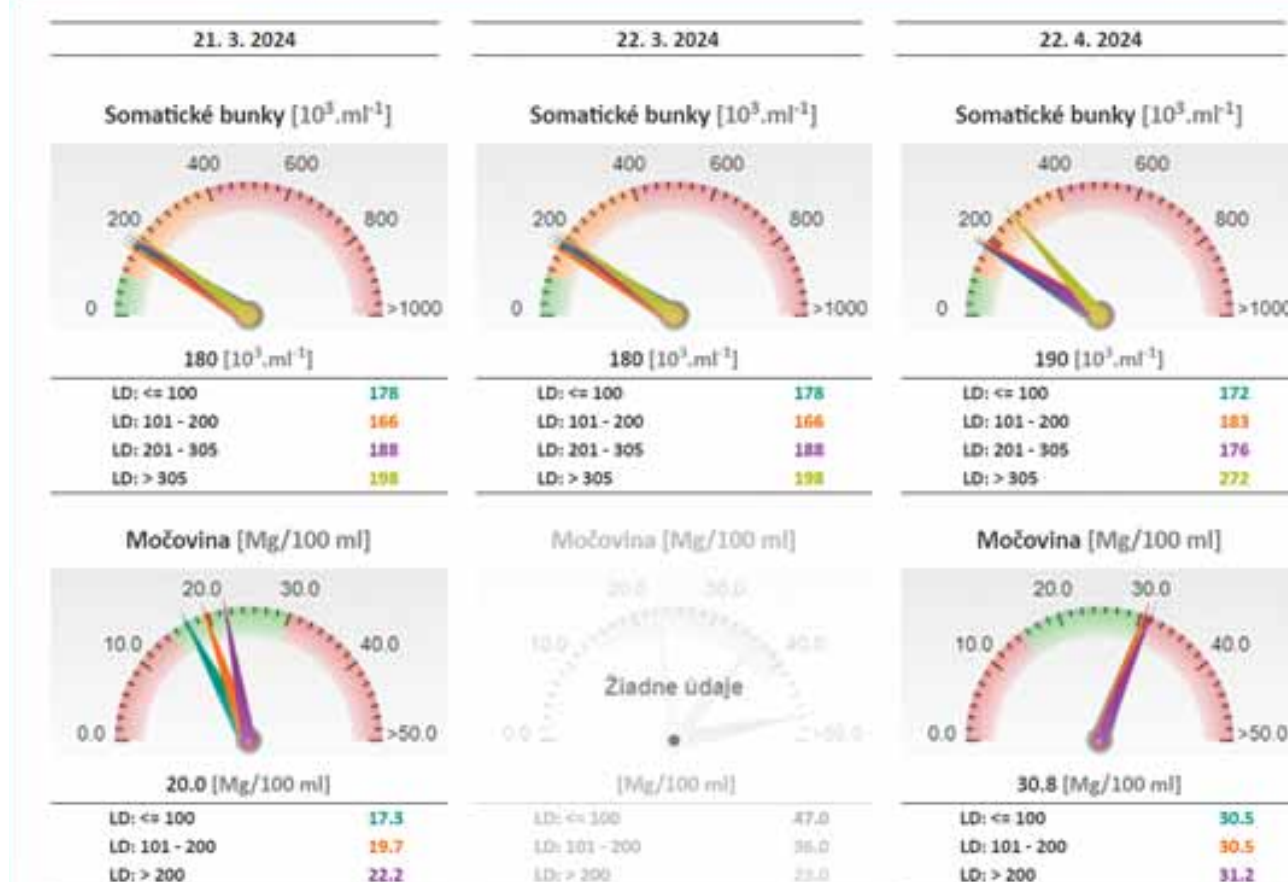 21. 3. 2024
Somatické bunky [10³.ml⁻¹]
400 600
200 800
0 >1000
180 [10³.ml⁻¹]
LD: <= 100 178
LD: 101 - 200 166
LD: 201 - 305 188
LD: > 305 198
Močovina [Mg/100 ml]
20.0 30.0
10.0 40.0
0.0 >50.0
20.0 [Mg/100 ml]
LD: <= 100 17.3
LD: 101 - 200 19.7
LD: > 200 22.2
22. 3. 2024
Somatické bunky [10³.ml⁻¹]
400 600
200 800
0 >1000
180 [10³.ml⁻¹]
LD: <= 100 178
LD: 101 - 200 166
LD: 201 - 305 188
LD: > 305 198
Močovina [Mg/100 ml]
20.0 30.0
10.0 40.0
Žiadne údaje
0.0 >50.0
[Mg/100 ml]
LD: <= 100 47.0
LD: 101 - 200 36.0
LD: > 200 23.0
22. 4. 2024
Somatické bunky [10³.ml⁻¹]
400 600
200 800
0 >1000
190 [10³.ml⁻¹]
LD: <= 100 172
LD: 101 - 200 183
LD: 201 - 305 176
LD: > 305 272
Močovina [Mg/100 ml]
20.0 30.0
10.0 40.0
0.0 >50.0
30.8 [Mg/100 ml]
LD: <= 100 30.5
LD: 101 - 200 30.5
LD: > 200 31.2